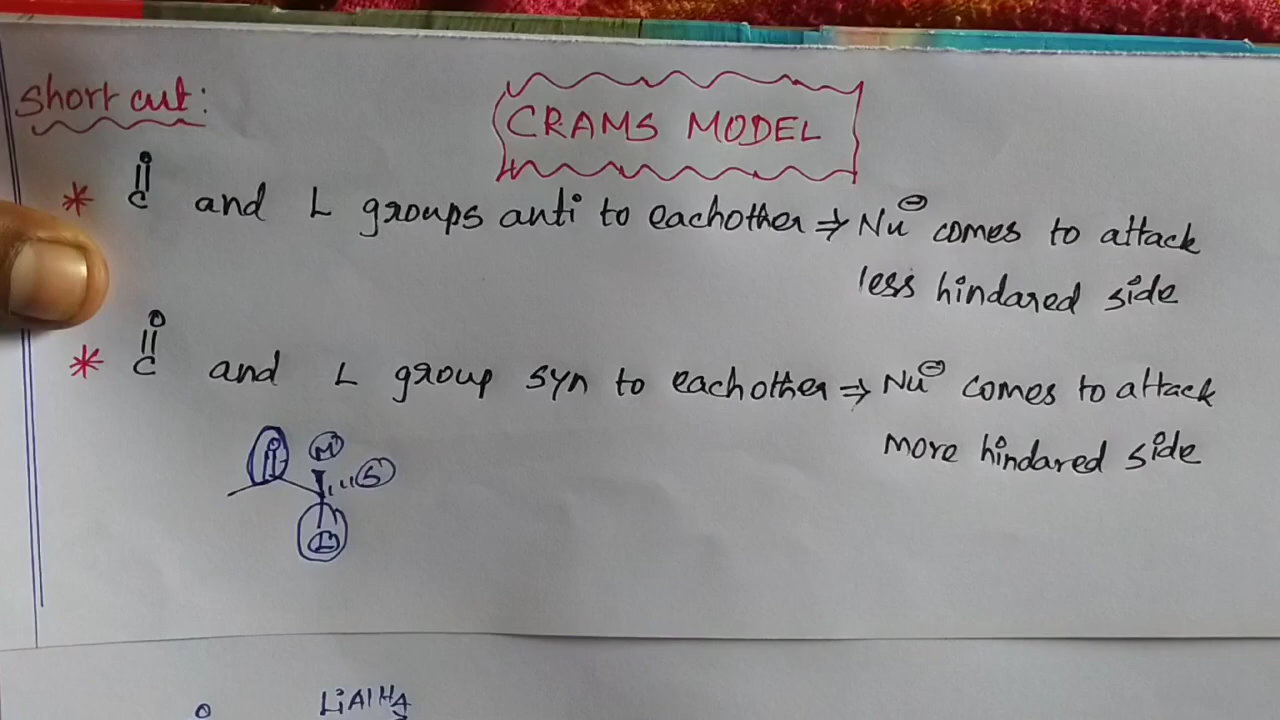 short cut:
CRAMS MODEL
* O
C and L groups anti to eachother ⇒ Nu⊖ comes to attack
less hindared side
* O
C and L group syn to eachother ⇒ Nu⊖ comes to attack
more hindared side
O M S
L
O LiAlH4